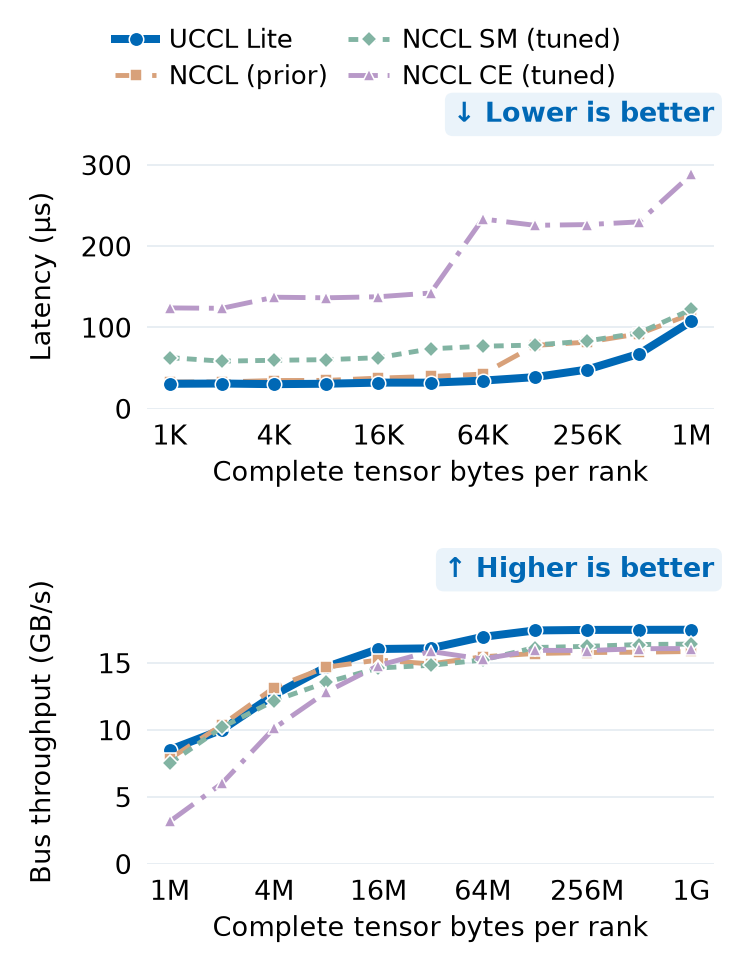 UCCL Lite
NCCL SM (tuned)
NCCL (prior)
NCCL CE (tuned)
↓ Lower is better
300
200
100
0
Latency (μs)
1K 4K 16K 64K 256K 1M
Complete tensor bytes per rank
↑ Higher is better
15
10
5
0
Bus throughput (GB/s)
1M 4M 16M 64M 256M 1G
Complete tensor bytes per rank